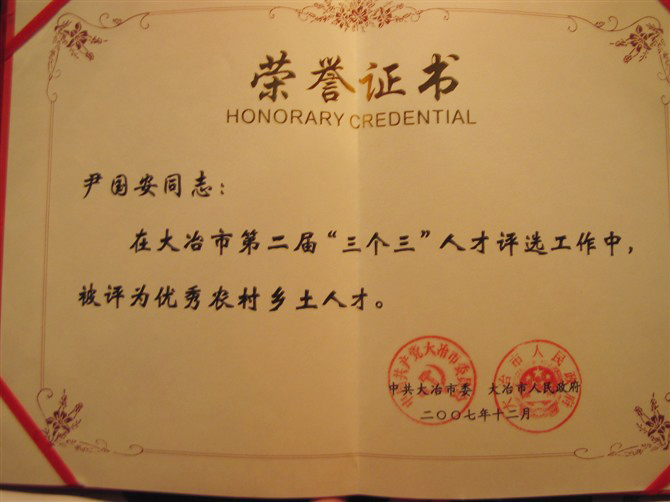 荣誉证书
HONORARY CREDENTIAL
尹国安同志：
在大冶市第二届“三个三”人才评选工作中，
被评为优秀农村乡土人才。
中共大冶市委 大冶市人民政府
二〇〇七年十二月